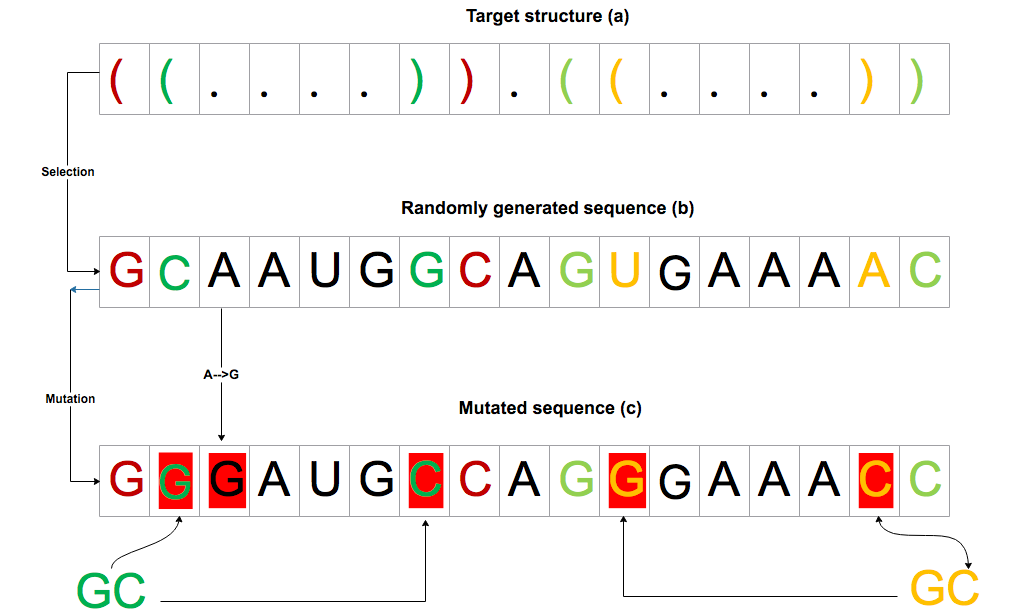 Target structure (a)
( ( . . . . ) ) . ( ( . . . . ) )
Selection
Randomly generated sequence (b)
G C A A U G G C A G U G A A A A C
A-->G
Mutation
Mutated sequence (c)
G G G A U G C C A G G G A A A C C
GC GC